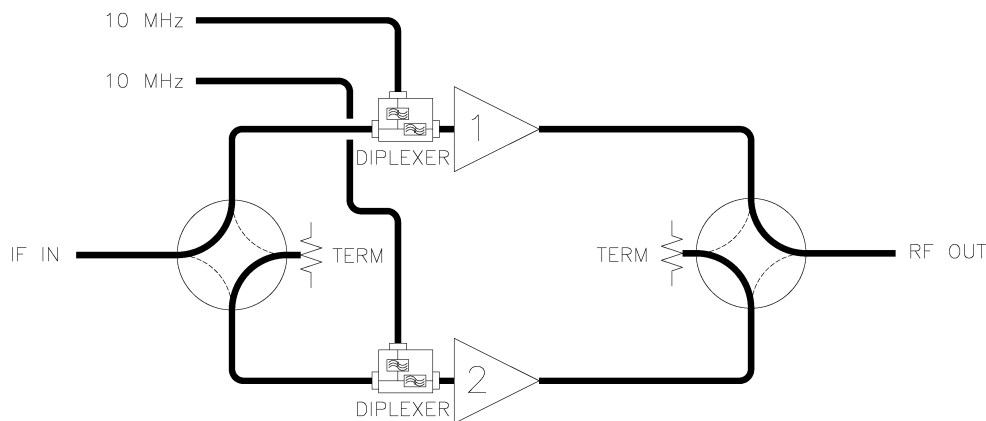 10 MHz
10 MHz
1
DIPLEXER
IF IN
TERM
TERM
RF OUT
2
DIPLEXER